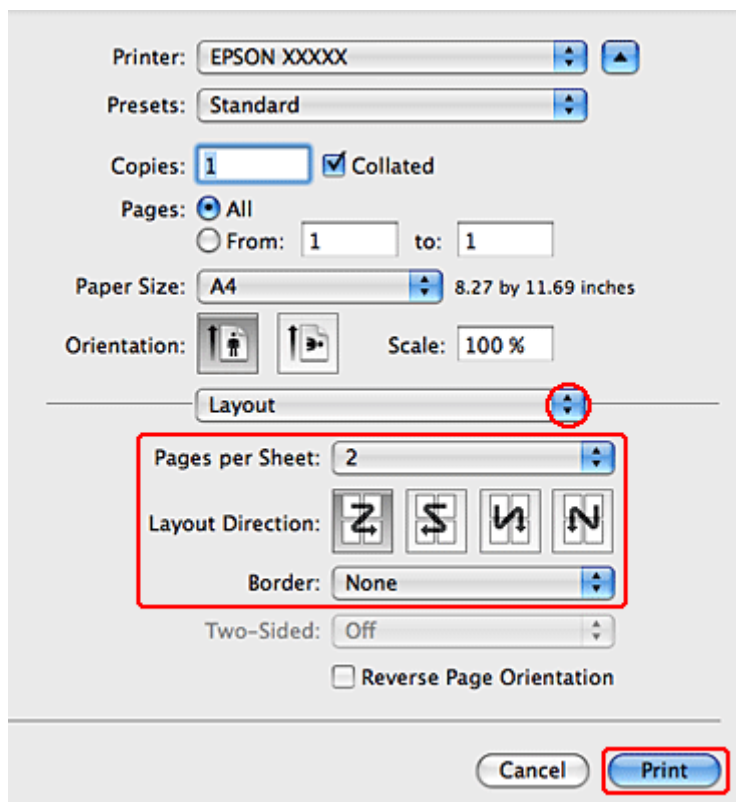 Printer: EPSON XXXXX
Presets: Standard
Copies: 1 Collated
Pages: All
From: 1 to: 1
Paper Size: A4 8.27 by 11.69 inches
Orientation: Scale: 100 %
Layout
Pages per Sheet: 2
Layout Direction:
Border: None
Two-Sided: Off
Reverse Page Orientation
Cancel Print